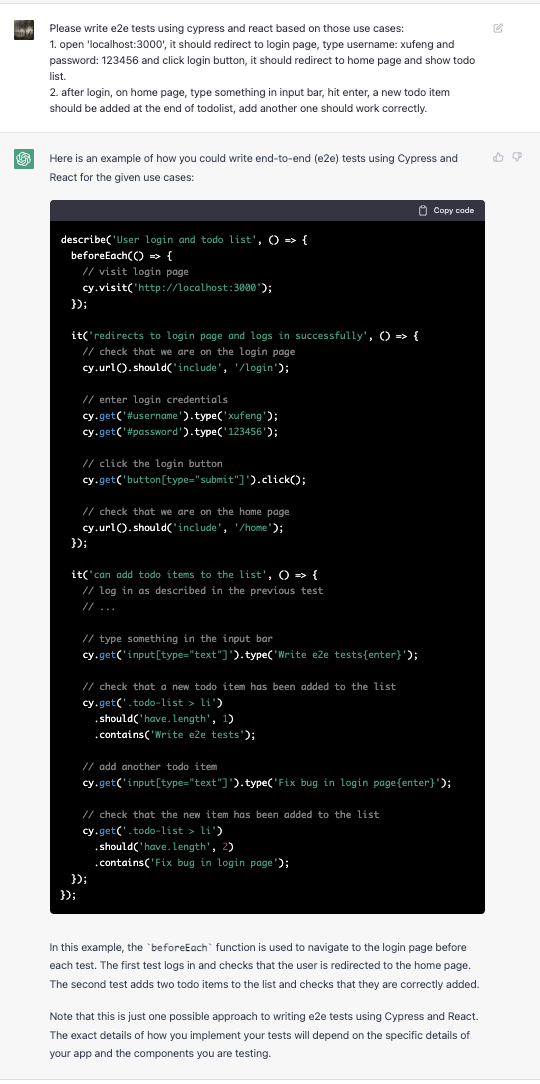 Please write e2e tests using cypress and react based on those use cases:
1. open 'localhost:3000', it should redirect to login page, type username: xufeng and
password: 123456 and click login button, it should redirect to home page and show todo
list.
2. after login, on home page, type something in input bar, hit enter, a new todo item
should be added at the end of todolist, add another one should work correctly.
Here is an example of how you could write end-to-end (e2e) tests using Cypress and
React for the given use cases:
Copy code
describe('User login and todo list', () => {
  beforeEach(() => {
    // visit login page
    cy.visit('http://localhost:3000');
  });

  it('redirects to login page and logs in successfully', () => {
    // check that we are on the login page
    cy.url().should('include', '/login');

    // enter login credentials
    cy.get('#username').type('xufeng');
    cy.get('#password').type('123456');

    // click the login button
    cy.get('button[type="submit"]').click();

    // check that we are on the home page
    cy.url().should('include', '/home');
  });

  it('can add todo items to the list', () => {
    // log in as described in the previous test
    // ...

    // type something in the input bar
    cy.get('input[type="text"]').type('Write e2e tests{enter}');

    // check that a new todo item has been added to the list
    cy.get('.todo-list > li')
      .should('have.length', 1)
      .contains('Write e2e tests');

    // add another todo item
    cy.get('input[type="text"]').type('Fix bug in login page{enter}');

    // check that the new item has been added to the list
    cy.get('.todo-list > li')
      .should('have.length', 2)
      .contains('Fix bug in login page');
  });
});
In this example, the `beforeEach` function is used to navigate to the login page before
each test. The first test logs in and checks that the user is redirected to the home page.
The second test adds two todo items to the list and checks that they are correctly added.
Note that this is just one possible approach to writing e2e tests using Cypress and React.
The exact details of how you implement your tests will depend on the specific details of
your app and the components you are testing.